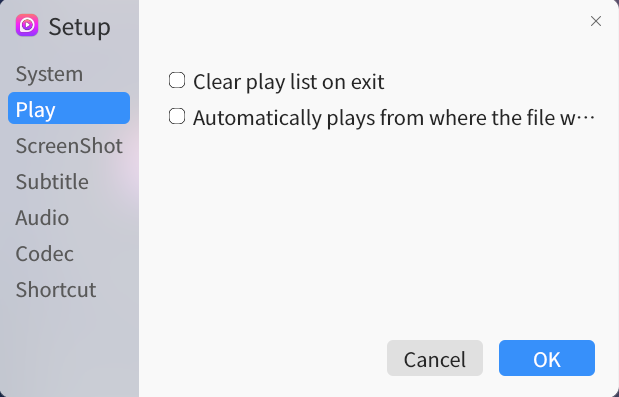 Setup
System
Play
ScreenShot
Subtitle
Audio
Codec
Shortcut
Clear play list on exit
Automatically plays from where the file w···
Cancel
OK